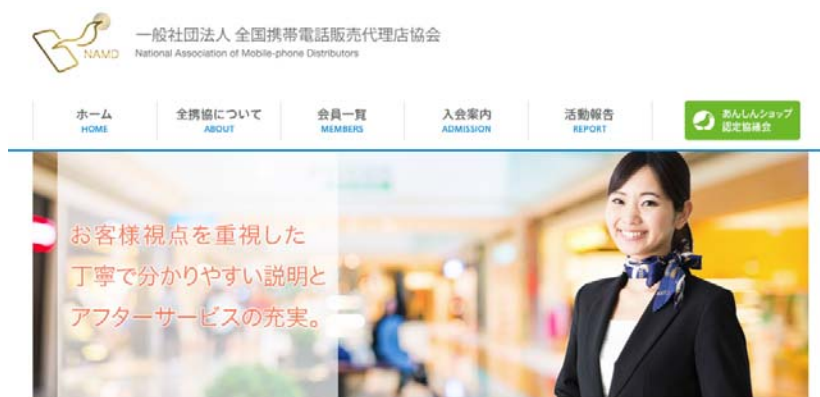 NAMD
一般社団法人 全国携帯電話販売代理店協会
National Association of Mobile-phone Distributors
ホーム
HOME
全携協について
ABOUT
会員一覧
MEMBERS
入会案内
ADMISSION
活動報告
REPORT
あんしんショップ
認定協議会
お客様視点を重視した
丁寧で分かりやすい説明と
アフターサービスの充実。